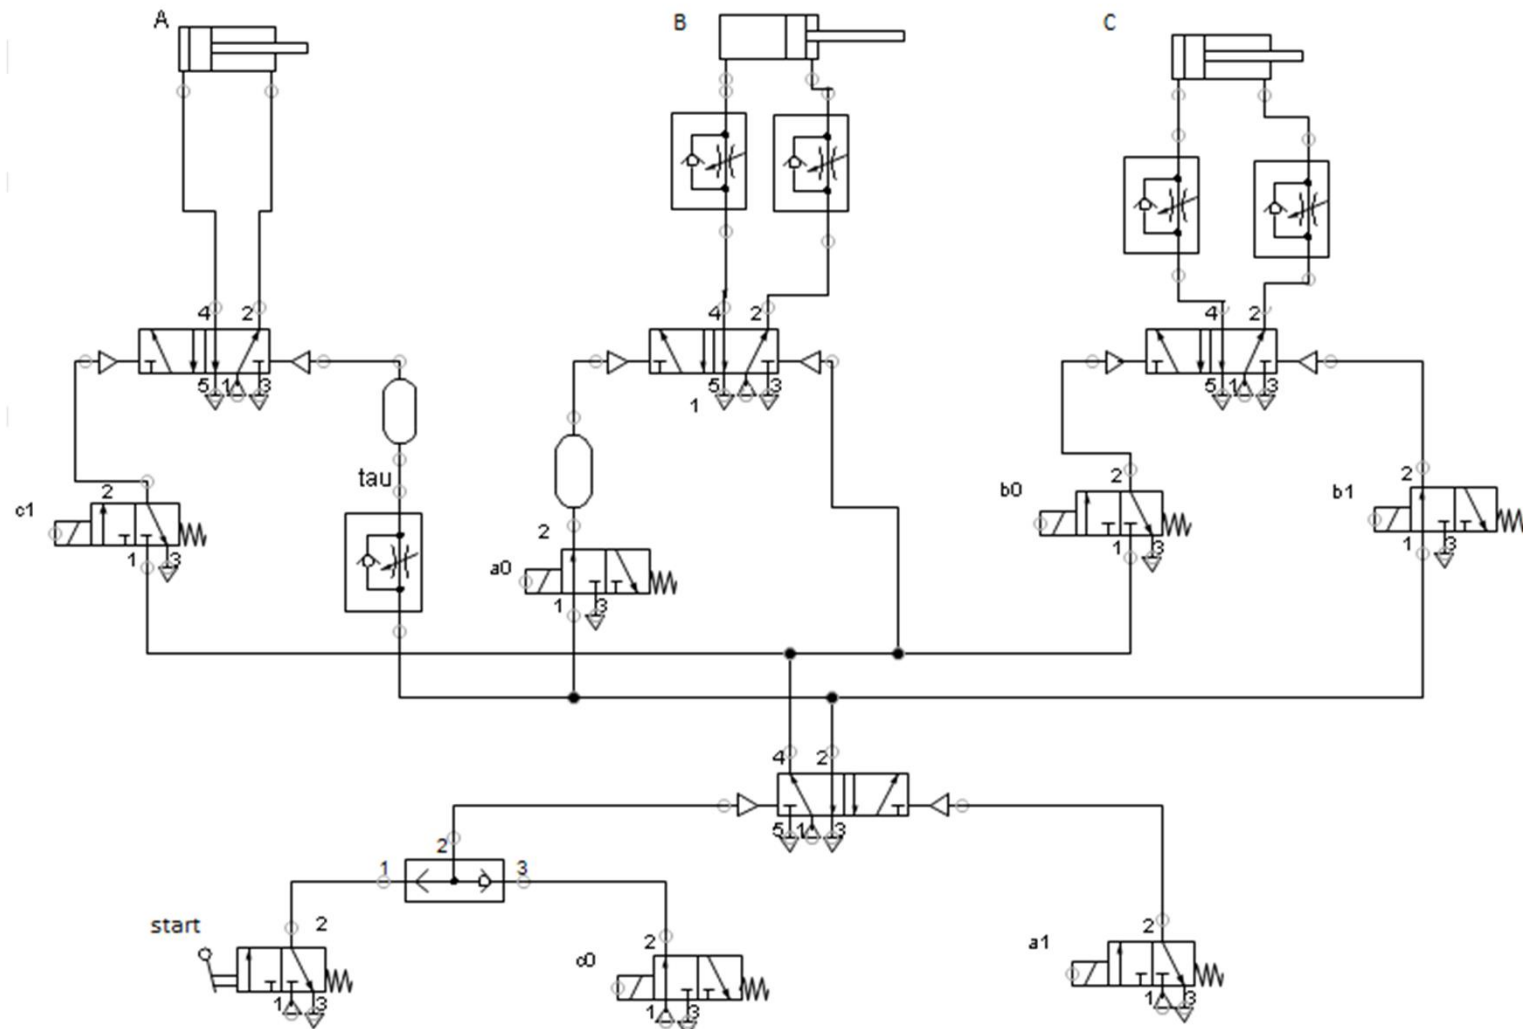 A B C
4 2 4 2 4 2
5 1 3 5 1 3 5 1 3
1
tau
c1 2 b0 2 b1 2
1 3 1 3 1 3
2
a0
1 3
4 2
5 1 3
2
1 3
start 2
c0 2
a1 2
1 3 1 3 1 3